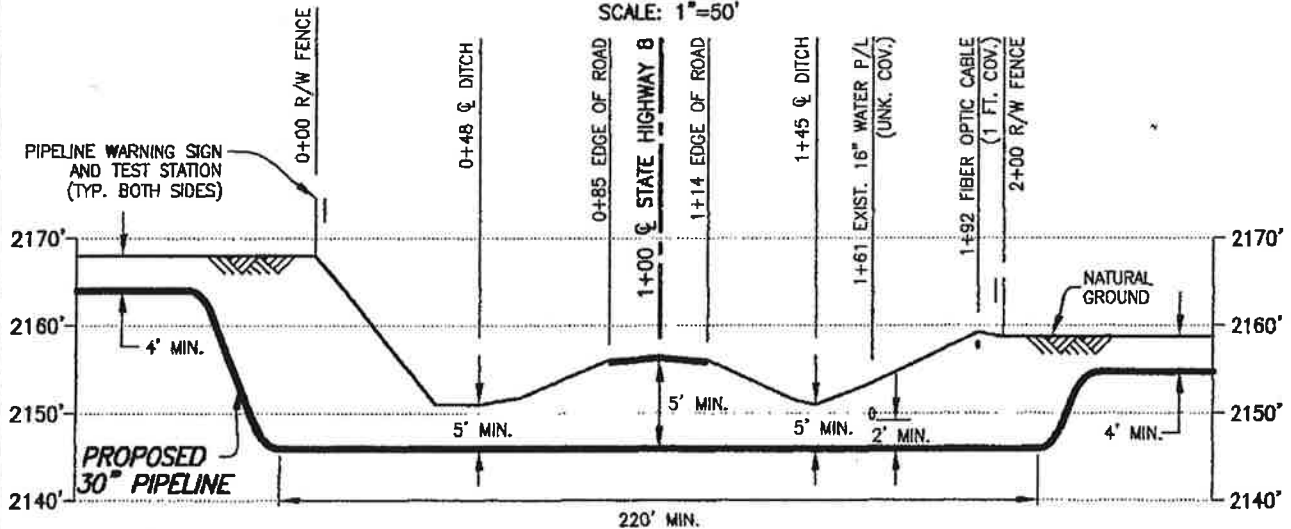 SCALE: 1"=50'
0+00 R/W FENCE
0+48 ℄ DITCH
0+85 EDGE OF ROAD
1+00 ℄ STATE HIGHWAY 8
1+14 EDGE OF ROAD
1+45 ℄ DITCH
1+61 EXIST. 16" WATER P/L
(UNK. COV.)
1+92 FIBER OPTIC CABLE
(1 FT. COV.)
2+00 R/W FENCE
PIPELINE WARNING SIGN
AND TEST STATION
(TYP. BOTH SIDES)
2170'
2170'
NATURAL
GROUND
2160'
2160'
4' MIN.
2150'
5' MIN.
5' MIN.
5' MIN.
2' MIN.
4' MIN.
2150'
PROPOSED
30" PIPELINE
2140'
2140'
220' MIN.